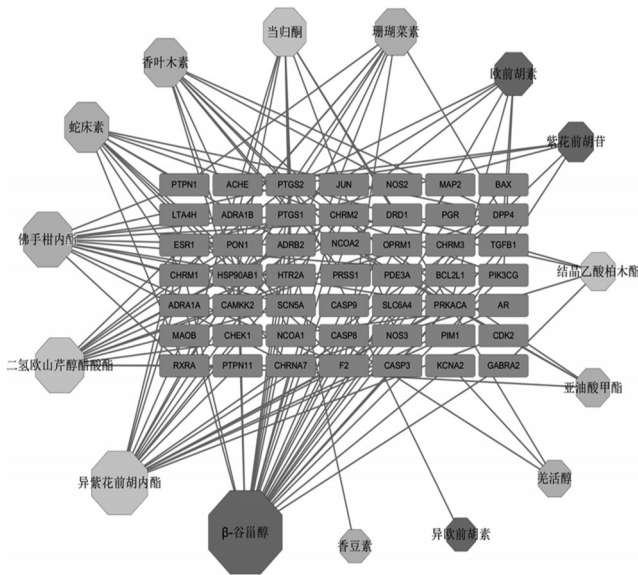 当归酮
珊瑚菜素
香叶木素
欧前胡素
蛇床素
紫花前胡苷
PTPN1 ACHE PTGS2 JUN NOS2 MAP2 BAX
LTA4H ADRA1B PTGS1 CHRM2 DRD1 PGR DPP4
佛手柑内酯
ESR1 PON1 ADRB2 NCOA2 OPRM1 CHRM3 TGFB1
CHRM1 HSP90AB1 HTR2A PRSS1 PDE3A BCL2L1 PIK3CG
结晶乙酸柏木酯
ADRA1A CAMKK2 SCN5A CASP9 SLC6A4 PRKACA AR
MAOB CHEK1 NCOA1 CASP8 NOS3 PIM1 CDK2
二氢欧山芹醇醋酸酯
RXRA PTPN11 CHRNA7 F2 CASP3 KCNA2 GABRA2
亚油酸甲酯
异紫花前胡内酯
羌活醇
β-谷甾醇
异欧前胡素
香豆素